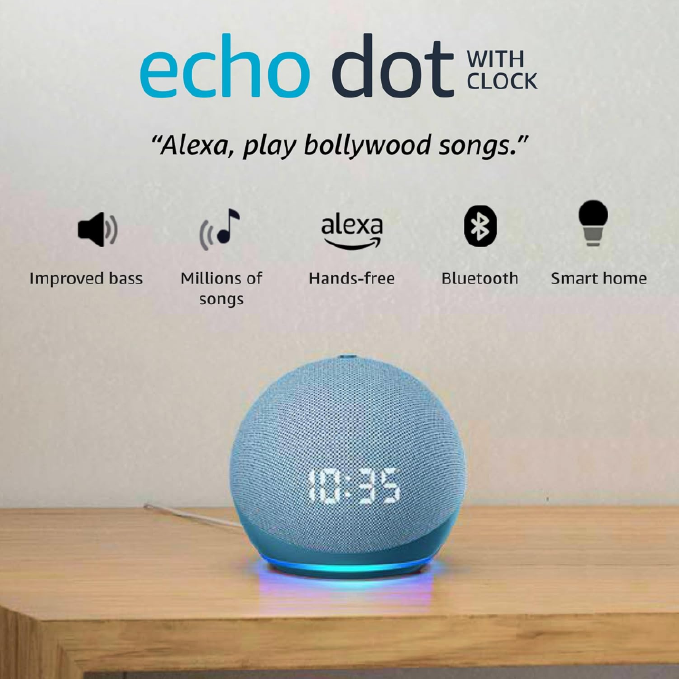 echo dot WITH
CLOCK
“Alexa, play bollywood songs.”
alexa
Improved bass Millions of Hands-free Bluetooth Smart home
songs
10:35